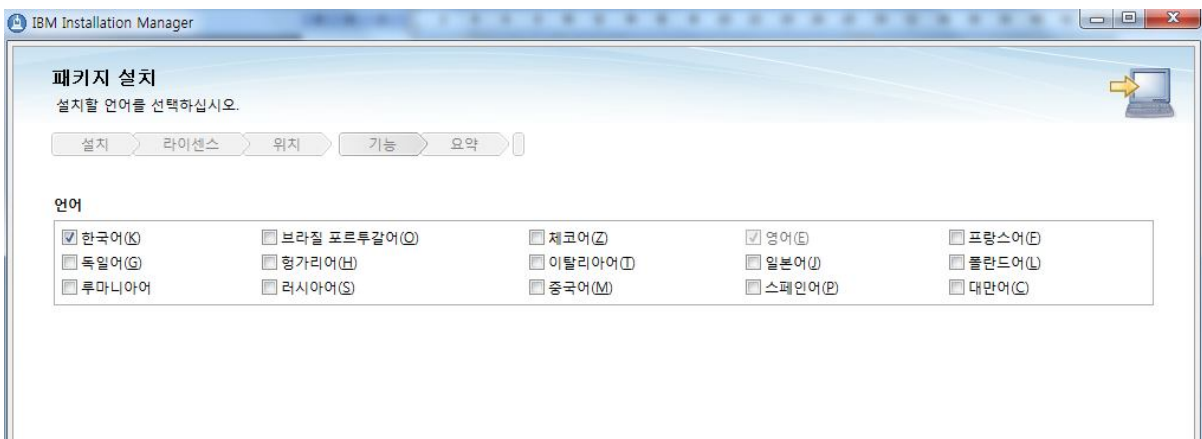 IBM Installation Manager
패키지 설치
설치할 언어를 선택하십시오.
설치 라이센스 위치 기능 요약
언어
한국어(K) 브라질 포르투갈어(O) 체코어(Z) 영어(E) 프랑스어(F)
독일어(G) 헝가리어(H) 이탈리아어(T) 일본어(J) 폴란드어(L)
루마니아어 러시아어(S) 중국어(M) 스페인어(P) 대만어(C)